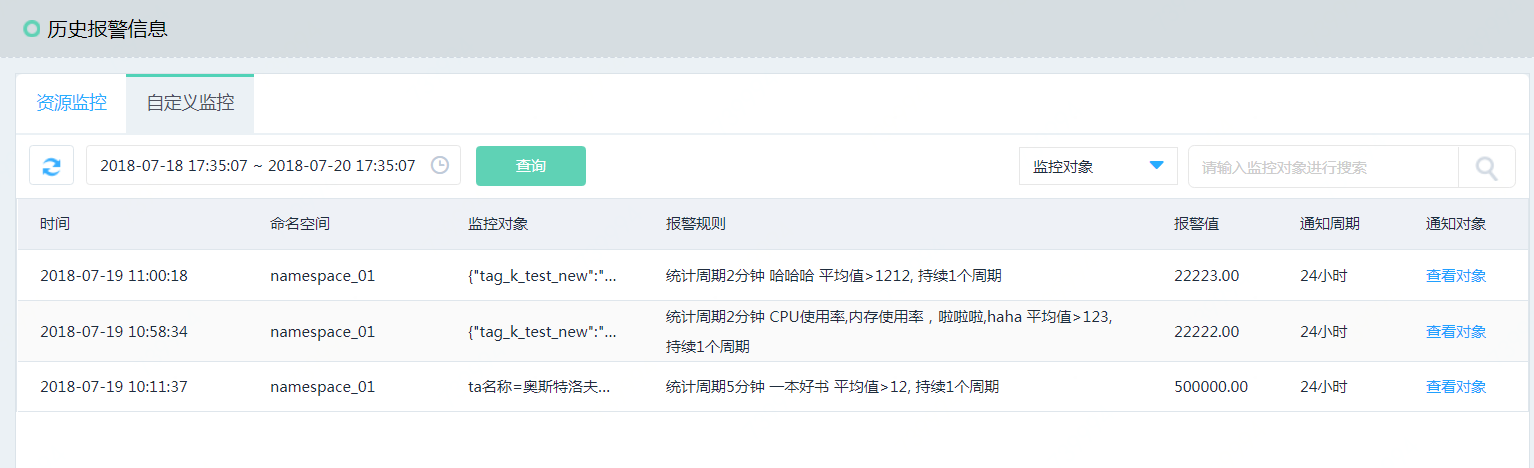 历史报警信息
资源监控 自定义监控
2018-07-18 17:35:07 ~ 2018-07-20 17:35:07 查询 监控对象 请输入监控对象进行搜索
时间 命名空间 监控对象 报警规则 报警值 通知周期 通知对象
2018-07-19 11:00:18 namespace_01 {"tag_k_test_new":"... 统计周期2分钟 哈哈哈 平均值>1212, 持续1个周期 22223.00 24小时 查看对象
2018-07-19 10:58:34 namespace_01 {"tag_k_test_new":"... 统计周期2分钟 CPU使用率,内存使用率，啦啦啦,haha 平均值>123, 22222.00 24小时 查看对象
持续1个周期
2018-07-19 10:11:37 namespace_01 ta名称=奥斯特洛夫... 统计周期5分钟 一本好书 平均值>12, 持续1个周期 500000.00 24小时 查看对象